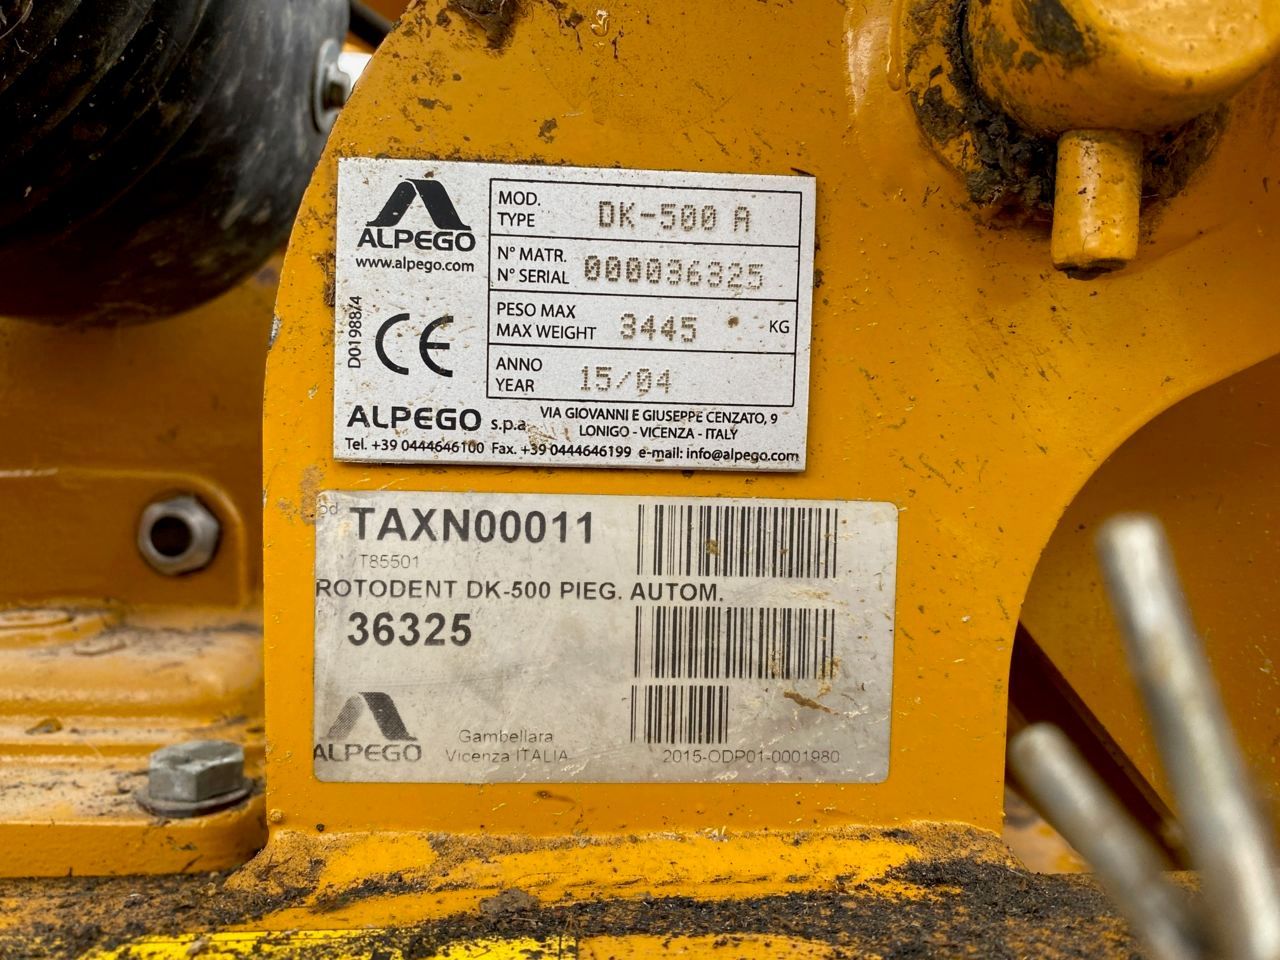 ALPEGO
www.alpego.com
D01988/4
CE
MOD.
TYPE
DK-500 A
N° MATR.
N° SERIAL
000036325
PESO MAX
MAX WEIGHT
3445
KG
ANNO
YEAR
15/04
ALPEGO s.p.a
VIA GIOVANNI E GIUSEPPE CENZATO, 9
LONIGO - VICENZA - ITALY
Tel. +39 0444646100 Fax. +39 0444646199 e-mail: info@alpego.com
TAXN00011
/T85501
ROTODENT DK-500 PIEG. AUTOM.
36325
ALPEGO
Gambellara
Vicenza ITALIA
2015-ODP01-0001980